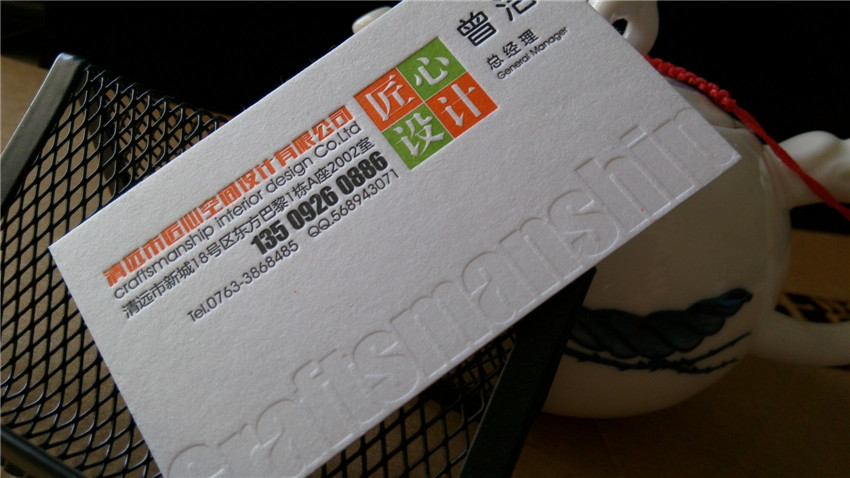 曾
总经理
General Manager
匠心
设计
清远市匠心空间设计有限公司
craftsmanship interior design Co.Ltd
清远市新城18号区东方巴黎1栋A座2002室
135 0926 0886
Tel.0763-3868485 QQ.568943071
craftsmanship